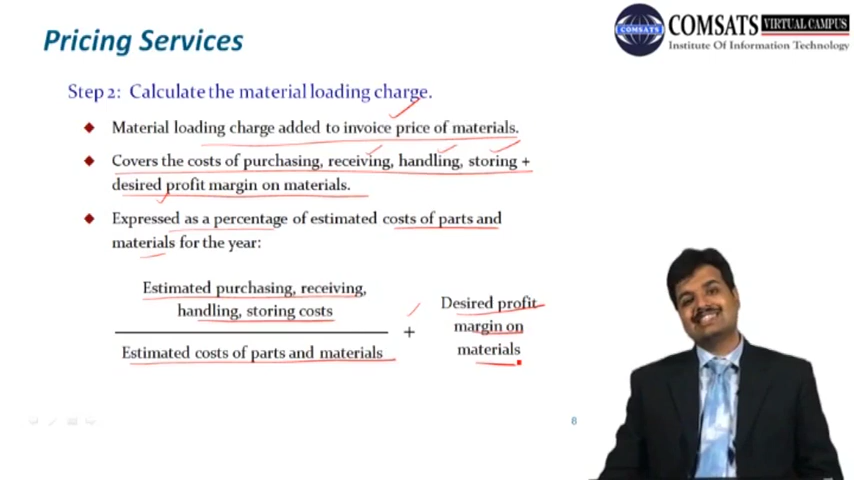 Pricing Services
COMSATS
COMSATS VIRTUAL CAMPUS
Institute Of Information Technology
Step 2: Calculate the material loading charge.
Material loading charge added to invoice price of materials.
Covers the costs of purchasing, receiving, handling, storing +
desired profit margin on materials.
Expressed as a percentage of estimated costs of parts and
materials for the year:
Estimated purchasing, receiving,
handling, storing costs
Estimated costs of parts and materials
+
Desired profit
margin on
materials
8